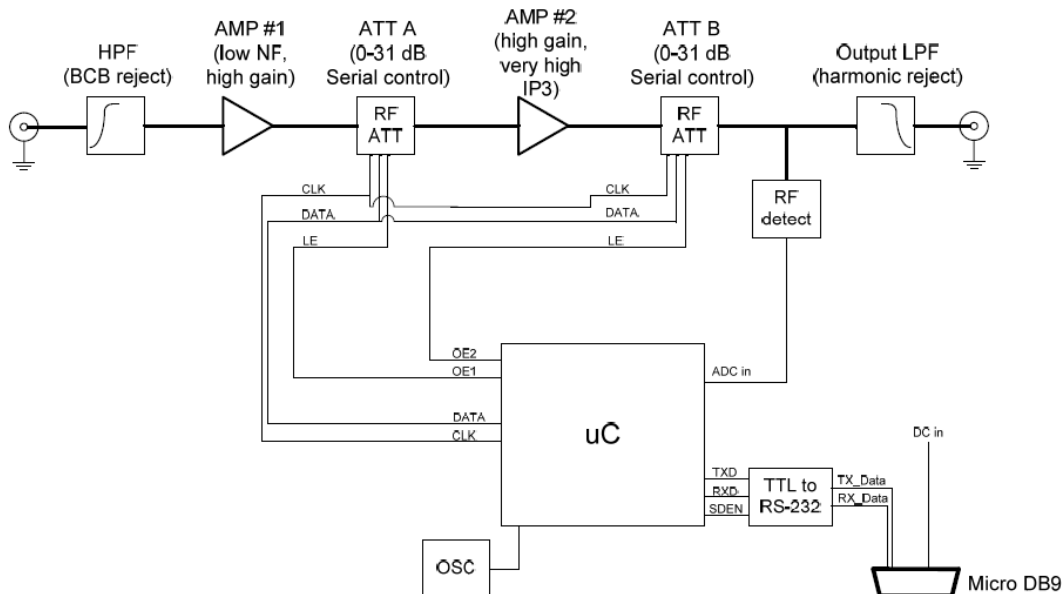 HPF
(BCB reject)
AMP #1
(low NF,
high gain)
ATT A
(0-31 dB
Serial control)
AMP #2
(high gain,
very high
IP3)
ATT B
(0-31 dB
Serial control)
Output LPF
(harmonic reject)
RF
ATT
RF
ATT
RF
detect
CLK
DATA
LE
CLK
DATA
LE
OE2
OE1
DATA
CLK
uC
ADC in
TXD
RXD
SDEN
TTL to
RS-232
TX_Data
RX_Data
DC in
OSC
Micro DB9